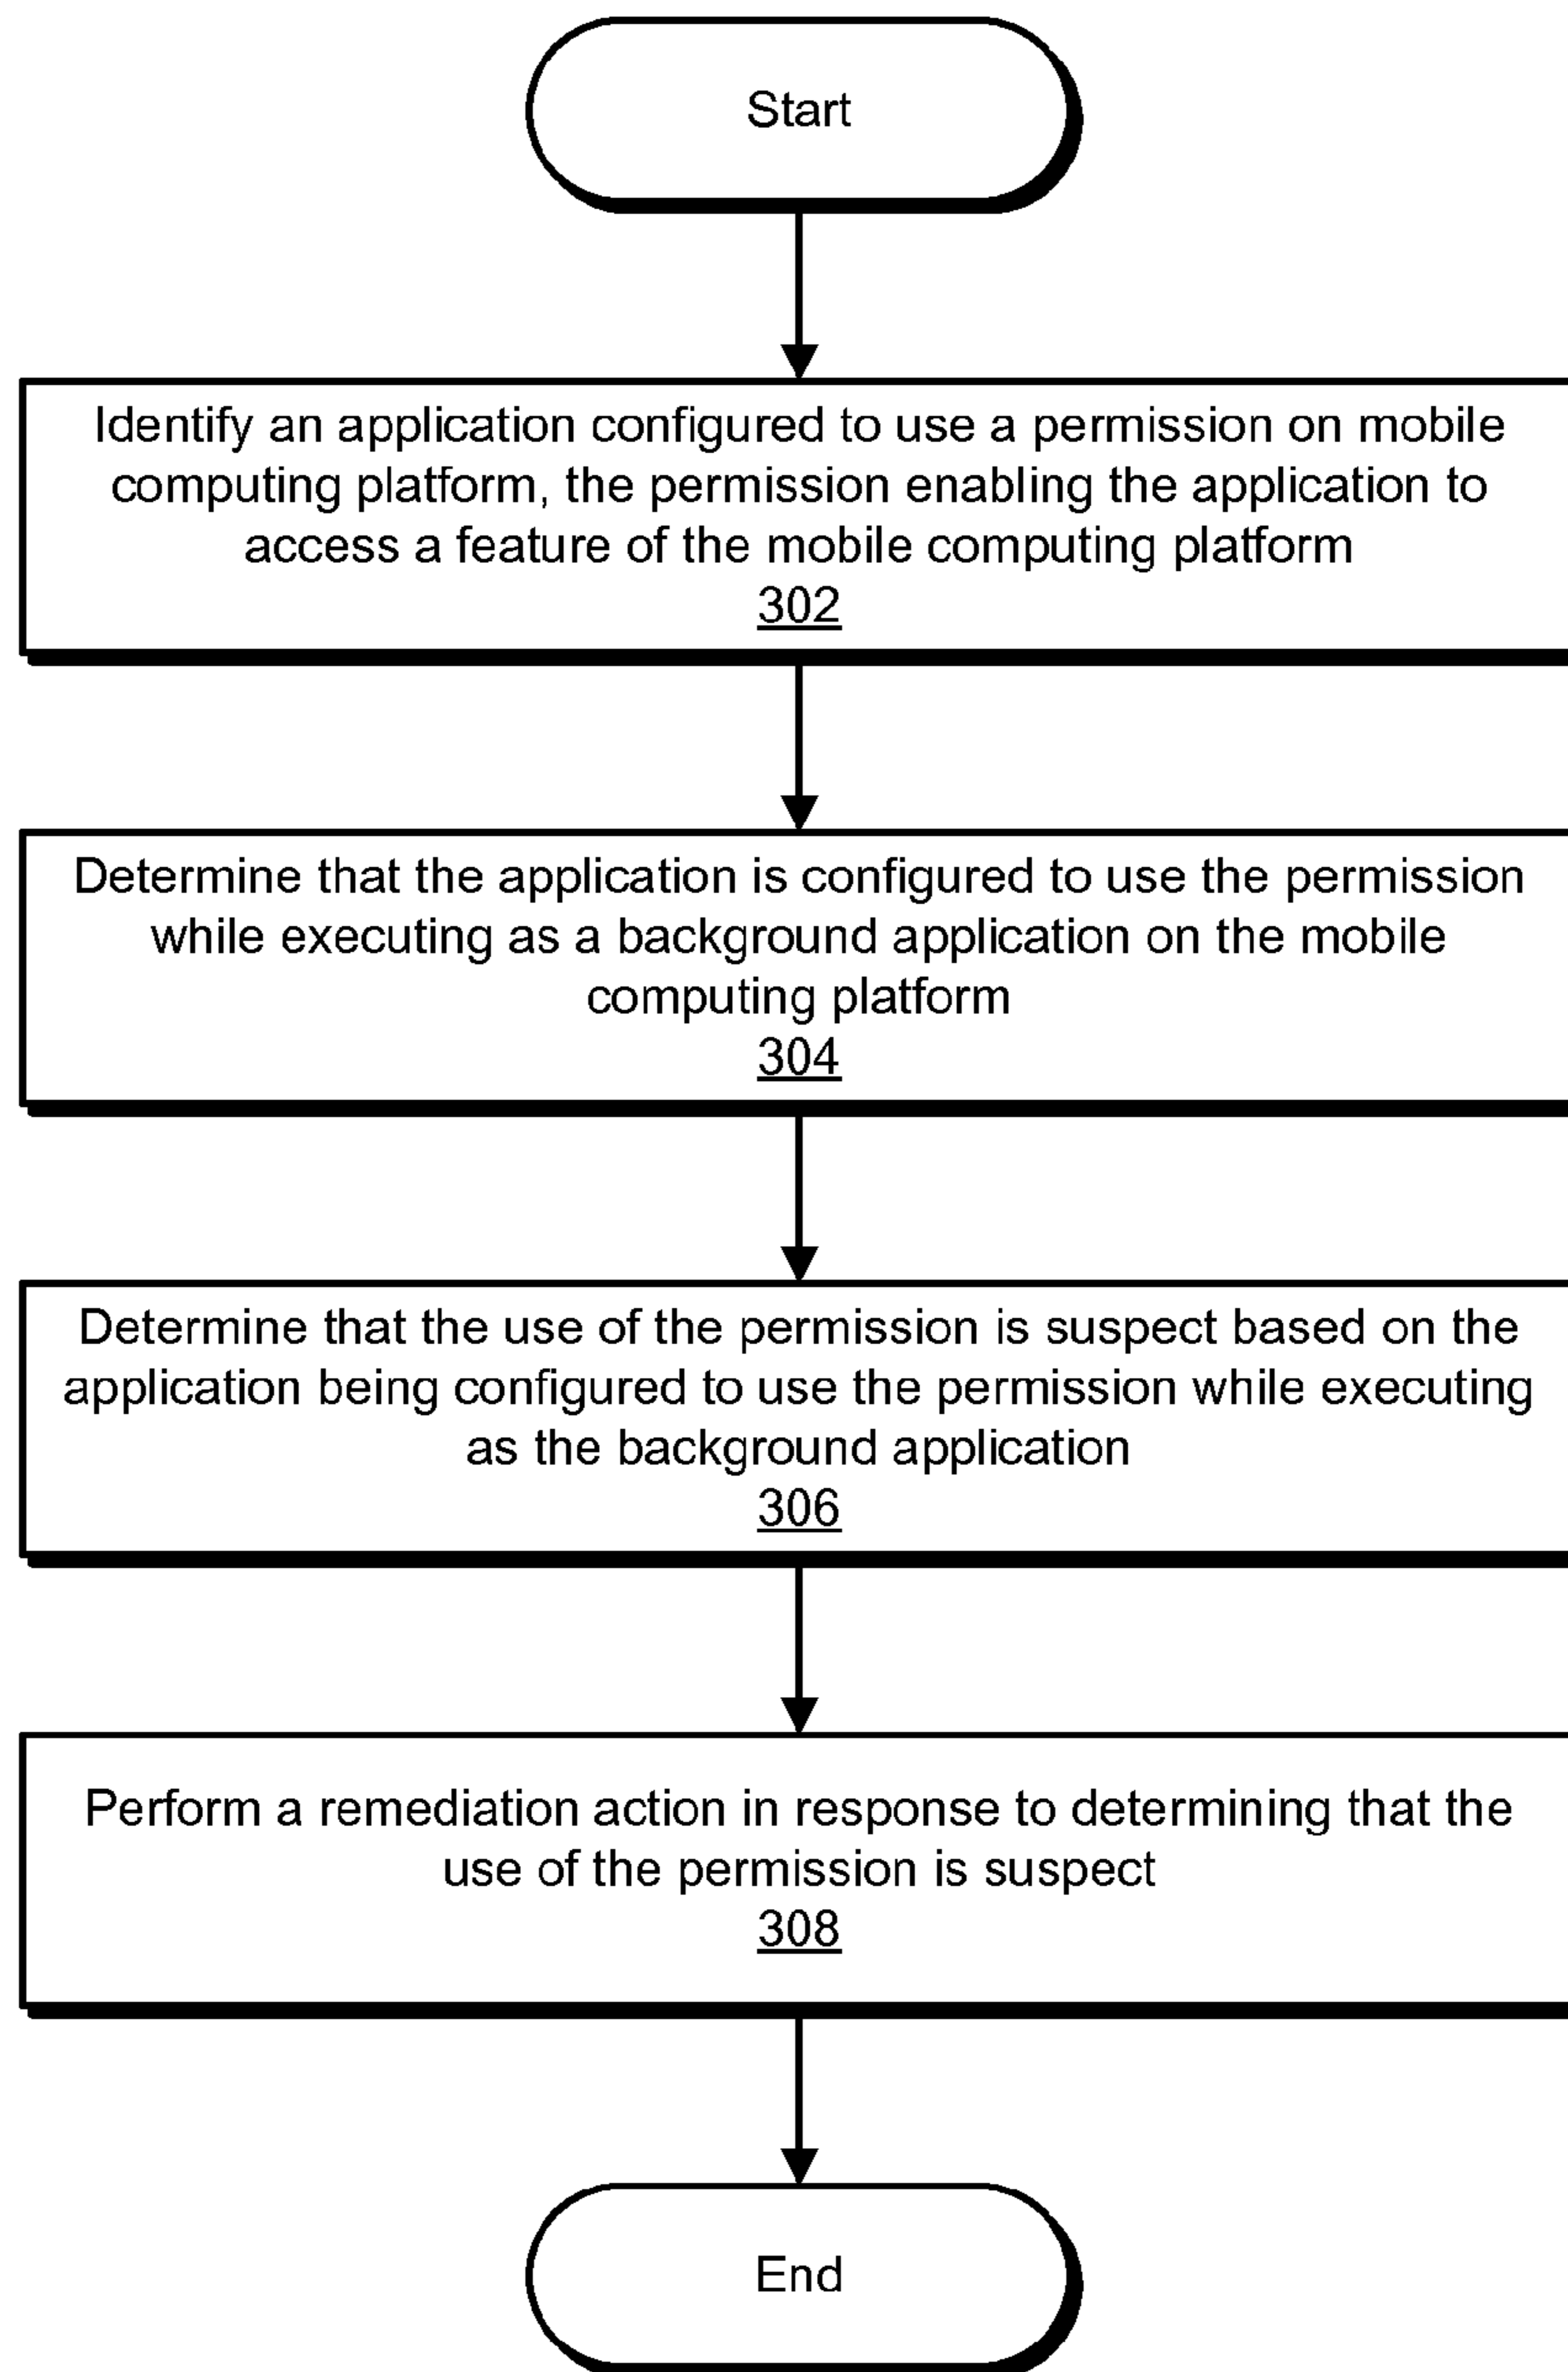 Start
Identify an application configured to use a permission on mobile
computing platform, the permission enabling the application to
access a feature of the mobile computing platform
302
Determine that the application is configured to use the permission
while executing as a background application on the mobile
computing platform
304
Determine that the use of the permission is suspect based on the
application being configured to use the permission while executing
as the background application
306
Perform a remediation action in response to determining that the
use of the permission is suspect
308
End